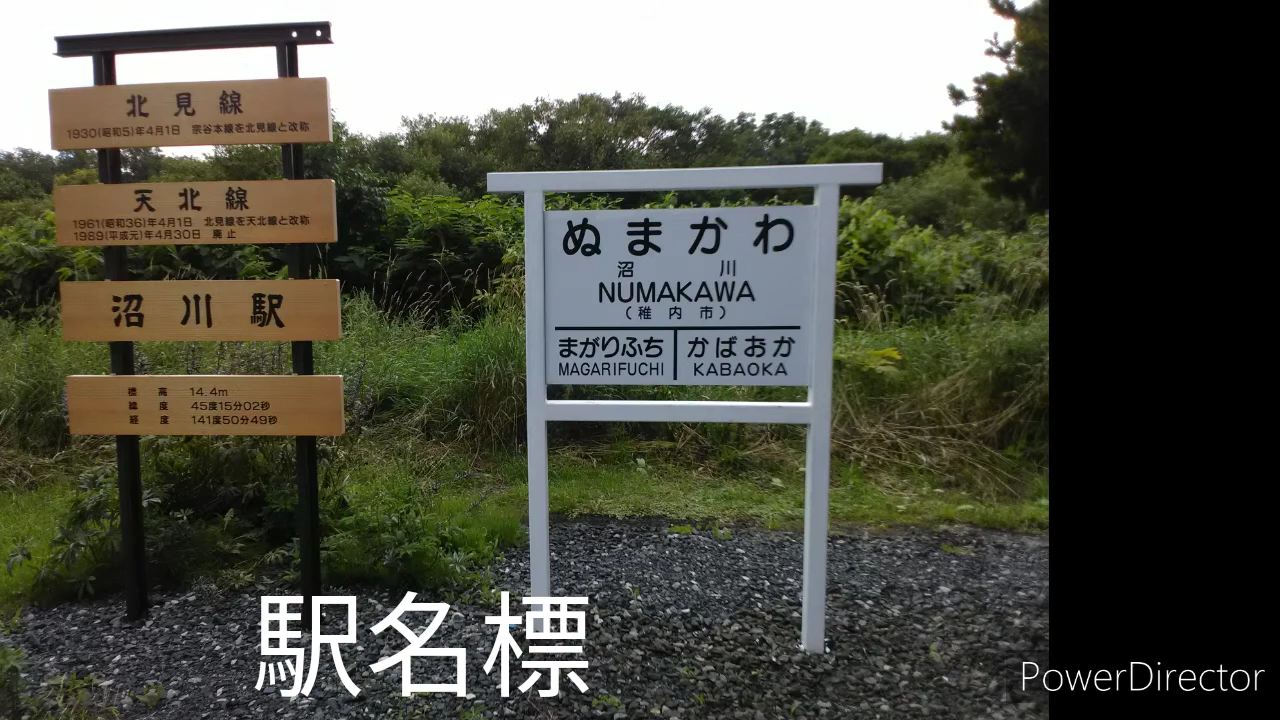 北見線
1930(昭和5)年4月1日 宗谷本線を北見線と改称
天北線
1961(昭和36)年4月1日 北見線を天北線と改称
1989(平成元)年4月30日 廃止
沼川駅
標高 14.4m
緯度 45度15分02秒
経度 141度50分49秒
ぬまかわ
沼川
NUMAKAWA
(稚内市)
まがりふち かばおか
MAGARIFUCHI KABAOKA
駅名標
PowerDirector